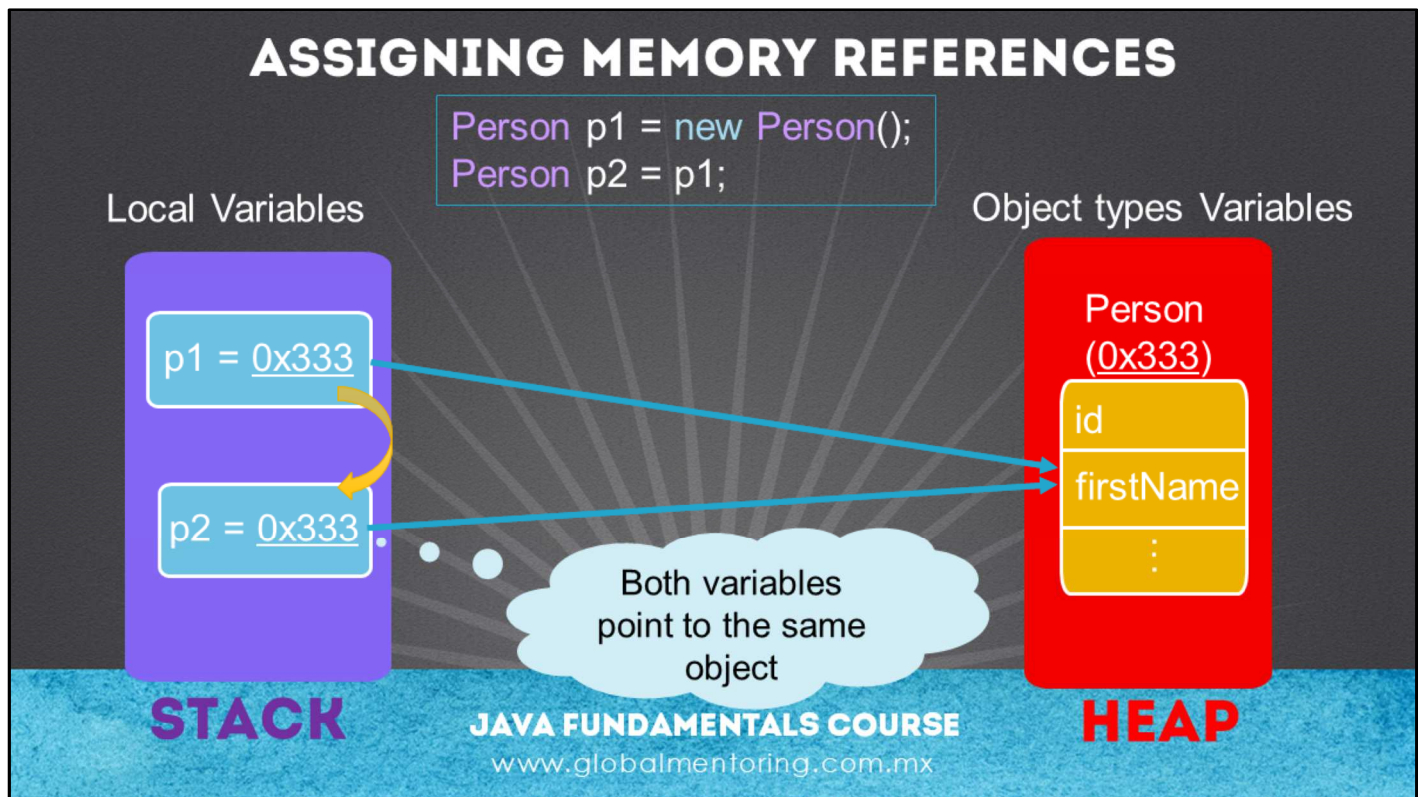 ASSIGNING MEMORY REFERENCES
Person p1 = new Person();
Person p2 = p1;
Local Variables
Object types Variables
p1 = 0x333
p2 = 0x333
Person
(0x333)
id
firstName
⋮
Both variables
point to the same
object
STACK
JAVA FUNDAMENTALS COURSE
www.globalmentoring.com.mx
HEAP